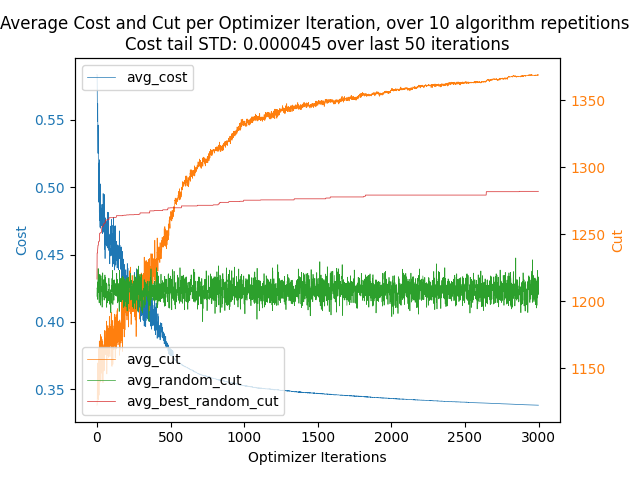 Average Cost and Cut per Optimizer Iteration, over 10 algorithm repetitions
Cost tail STD: 0.000045 over last 50 iterations
avg_cost
0.55
0.50
0.45
0.40
0.35
Cost
1350
1300
1250
1200
1150
Cut
avg_cut
avg_random_cut
avg_best_random_cut
0
500
1000
1500
2000
2500
3000
Optimizer Iterations